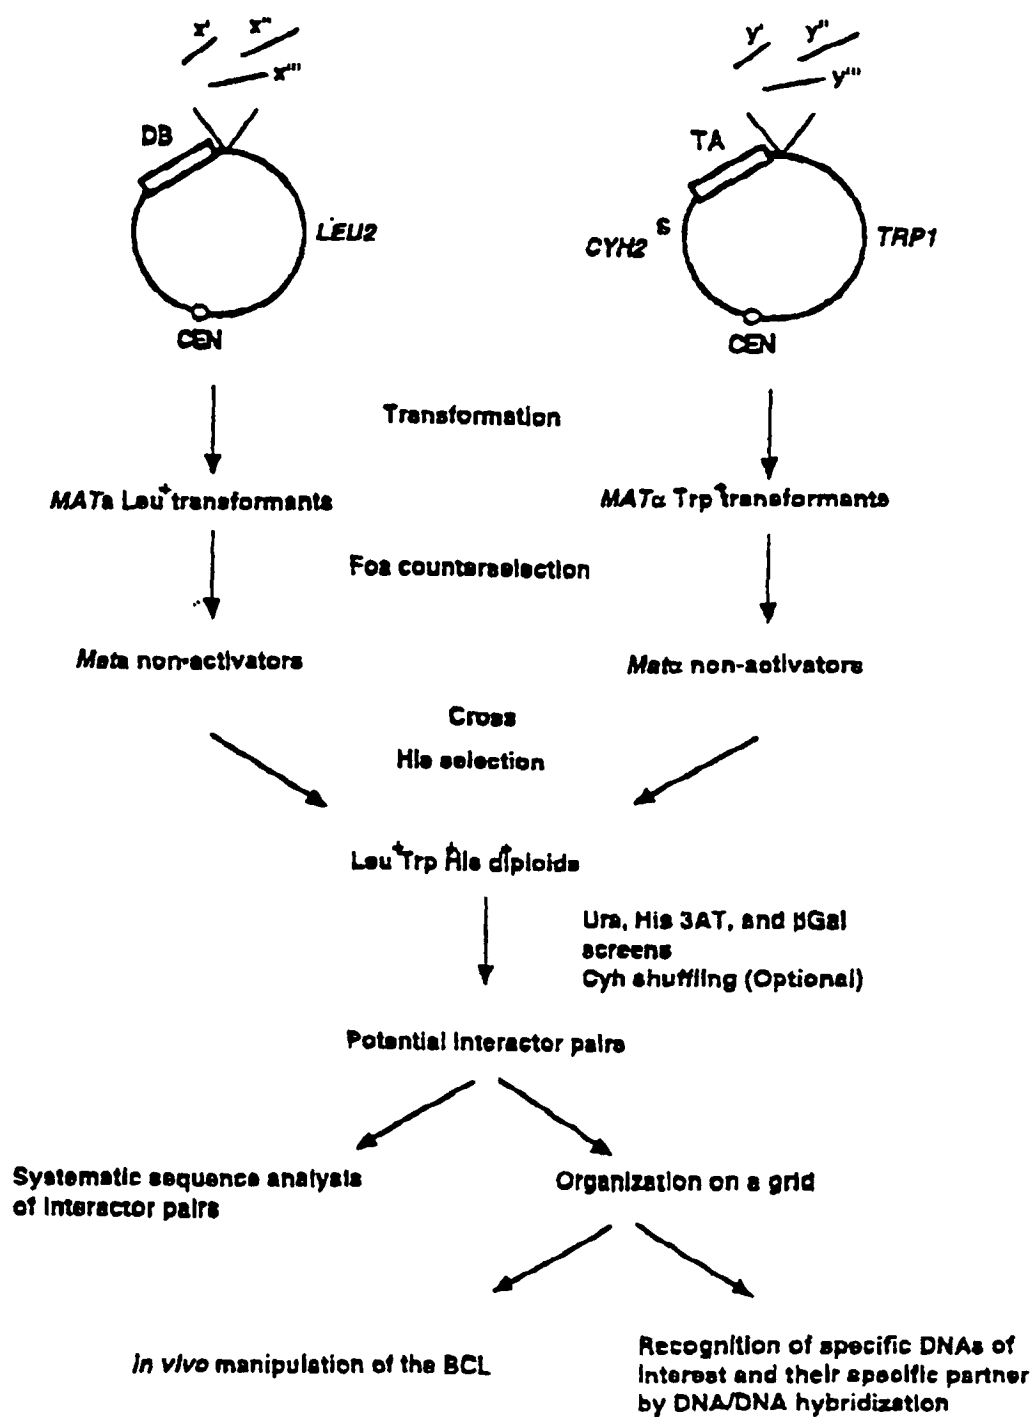 x' x"
x'''
DB
LEU2
CEN
y' y"
y'''
TA
CYH2 S
TRP1
CEN
Transformation
MATa Leu+ transformants
MATα Trp+ transformants
Foa counterselection
Mata non-activators
Matα non-activators
Cross
His selection
Leu+ Trp+ His+ diploids
Ura, His 3AT, and βGal
screens
Cyh shuffling (Optional)
Potential interactor pairs
Systematic sequence analysis
of interactor pairs
Organization on a grid
in vivo manipulation of the BCL
Recognition of specific DNAs of
interest and their specific partner
by DNA/DNA hybridization